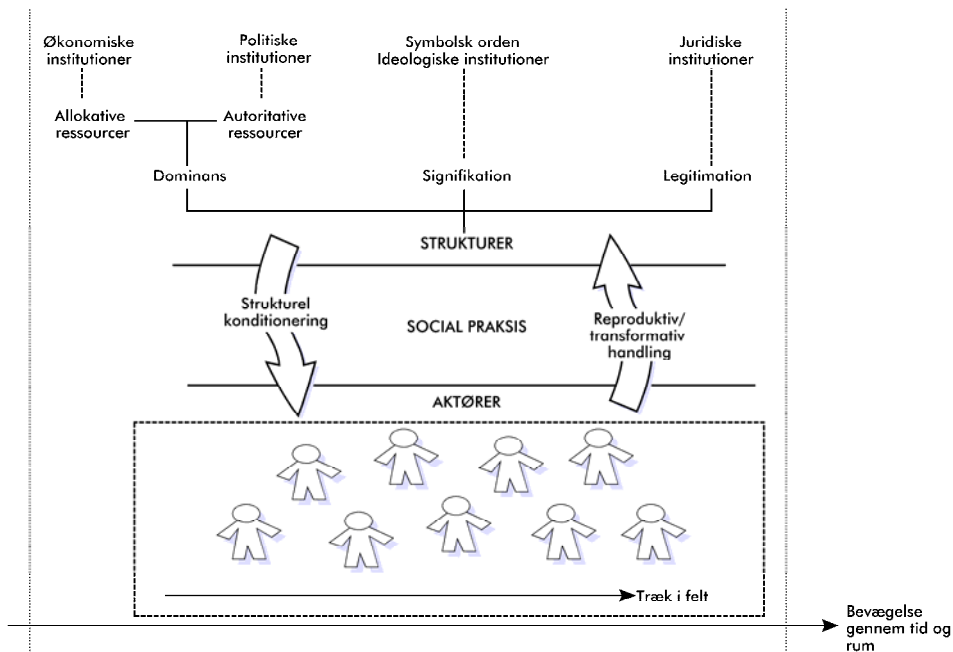 Økonomiske
institutioner
Politiske
institutioner
Symbolsk orden
Ideologiske institutioner
Juridiske
institutioner
Allokative
ressourcer
Autoritative
ressourcer
Dominans
Signifikation
Legitimation
STRUKTURER
Strukturel
konditionering
SOCIAL PRAKSIS
Reproduktiv/
transformativ
handling
AKTØRER
Træk i felt
Bevægelse
gennem tid og
rum